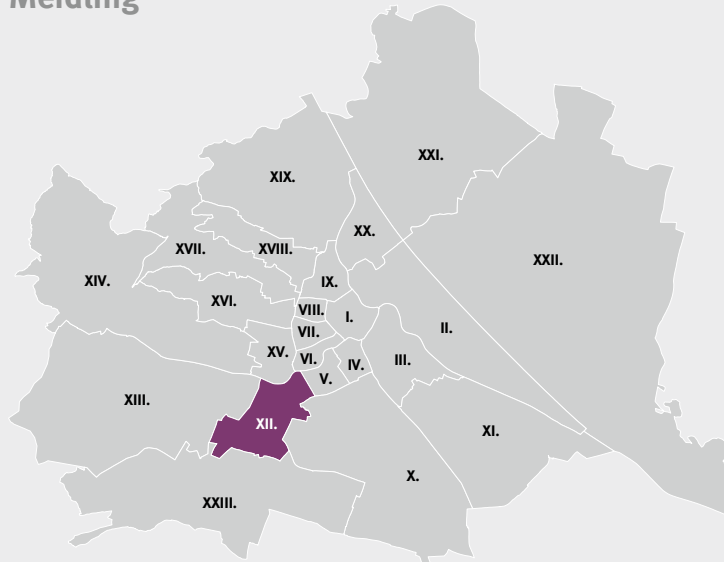 Meidling
XXI.
XIX.
XX.
XVII.
XVIII.
XXII.
XIV.
IX.
XVI.
VIII.
I.
II.
VII.
XV.
VI.
IV.
III.
V.
XIII.
XII.
XI.
X.
XXIII.